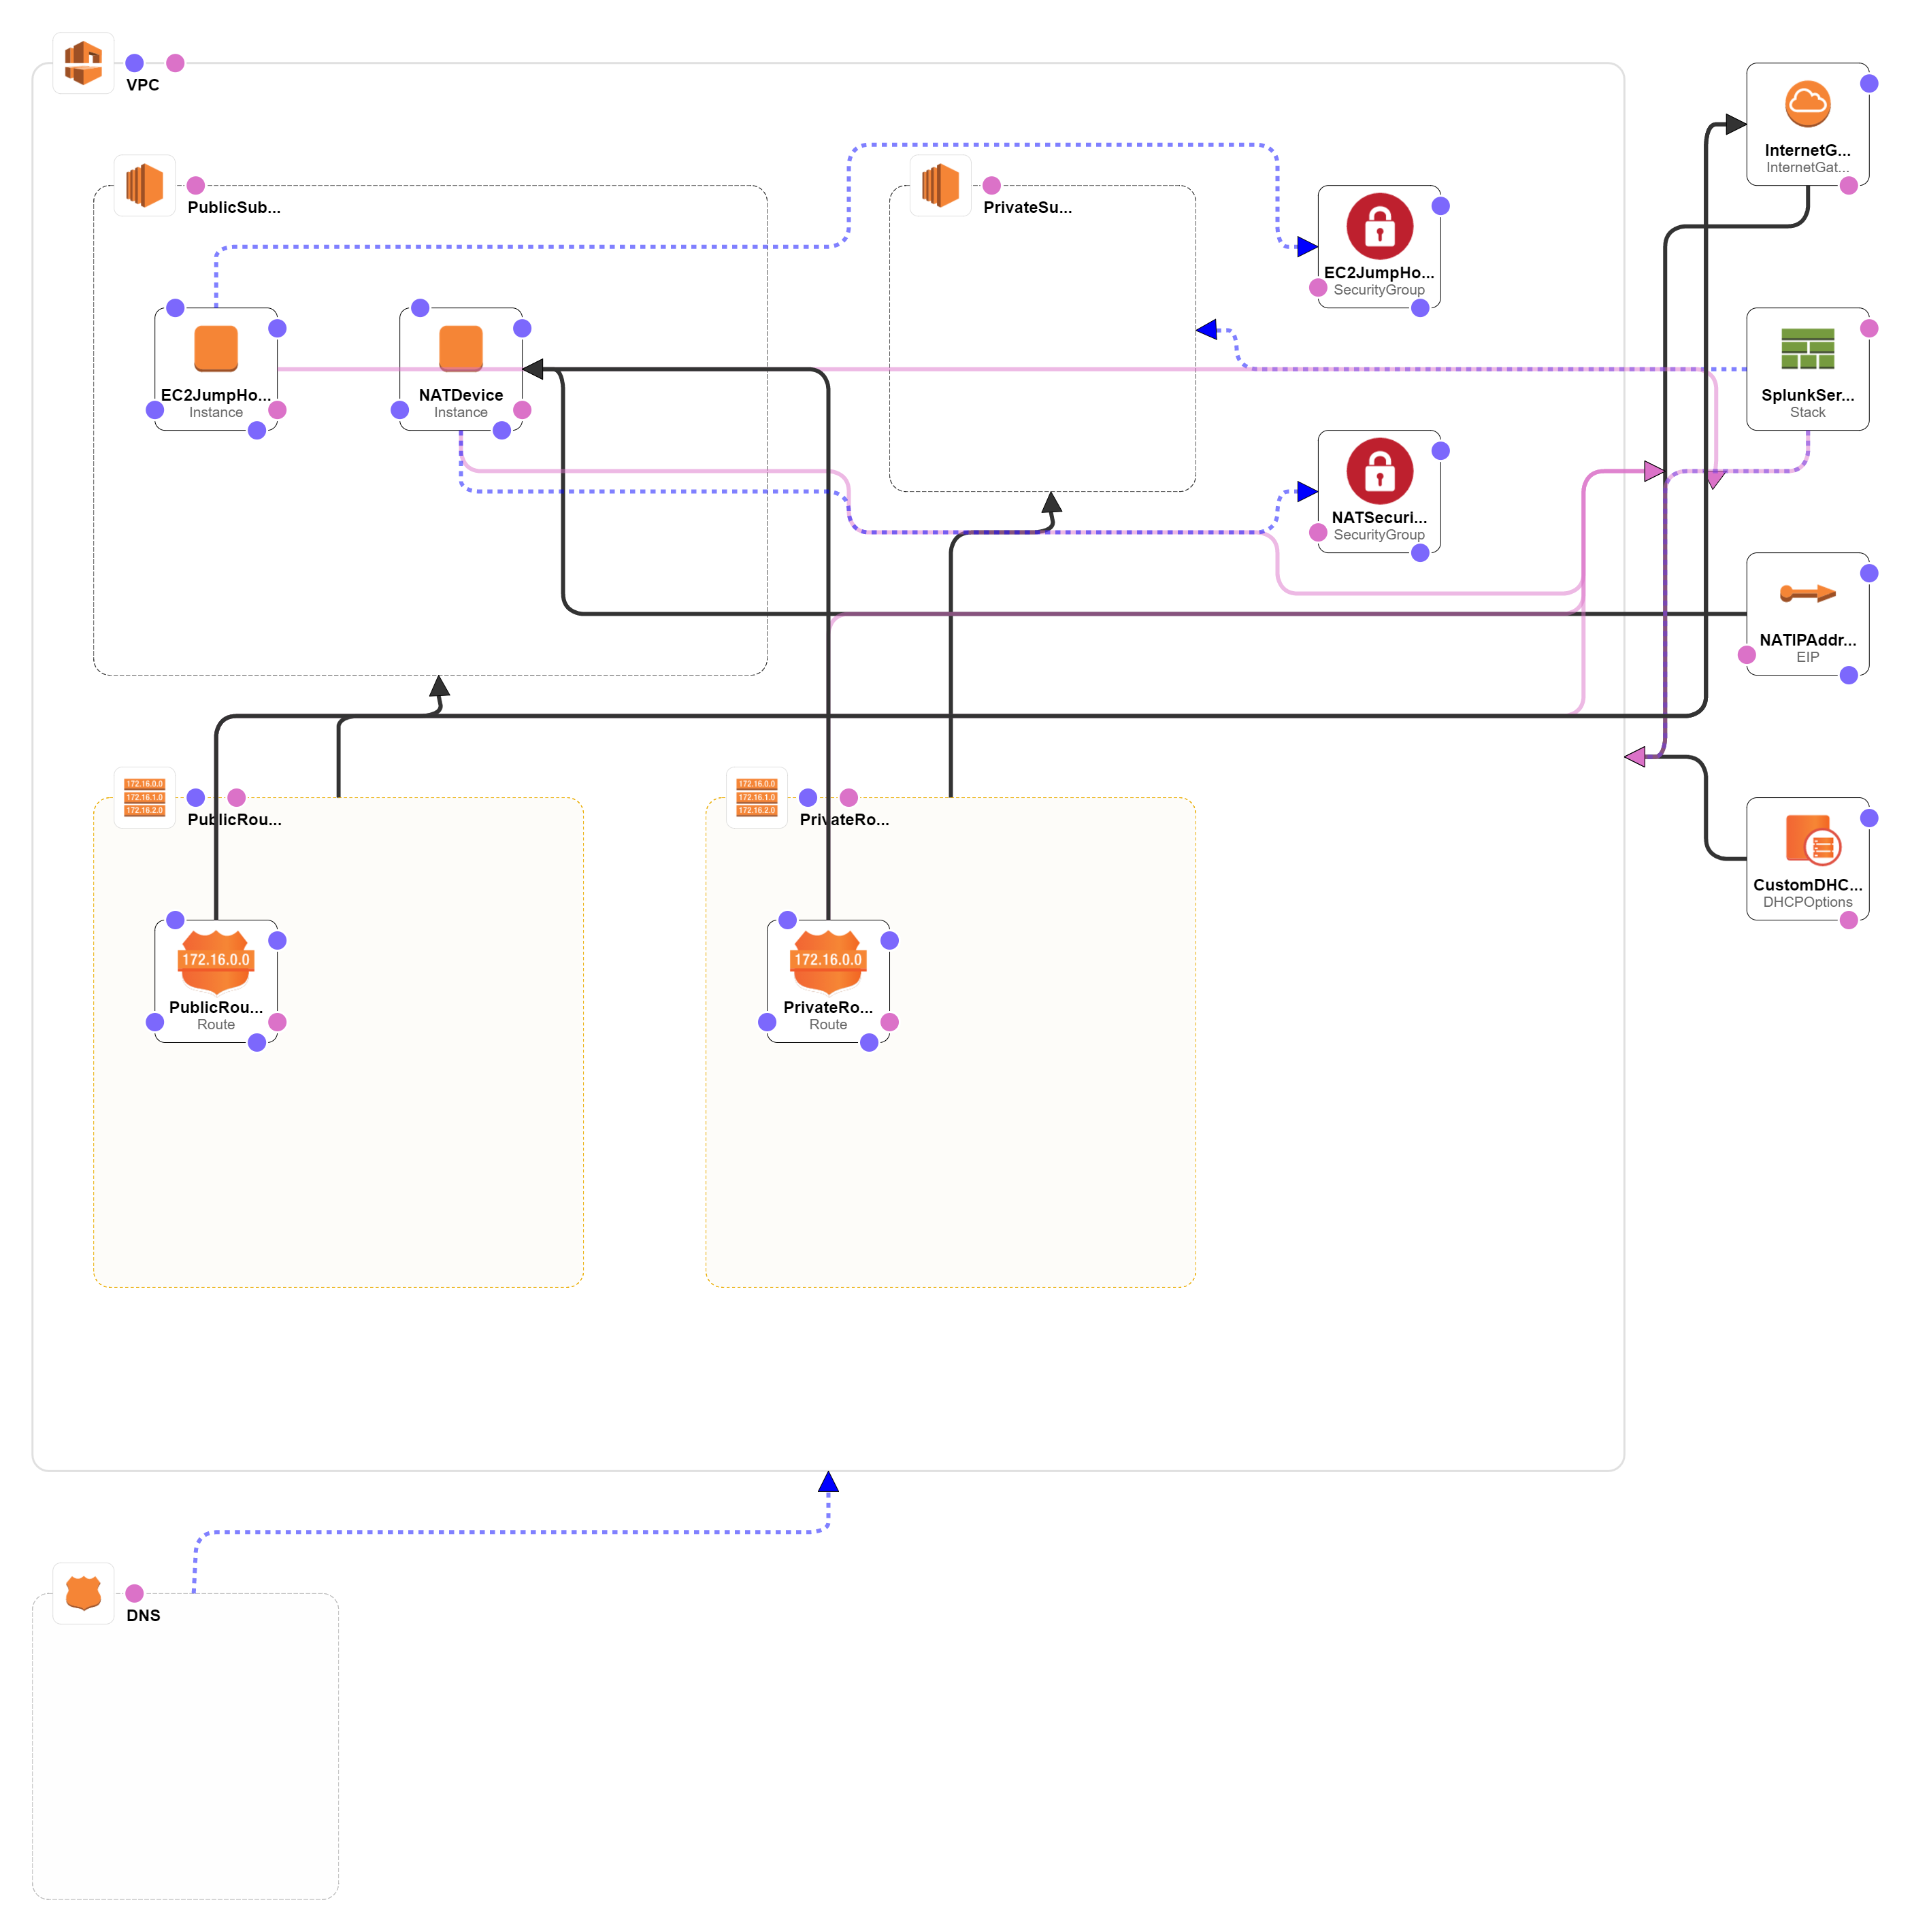 VPC
InternetG...
InternetGat...
PublicSub...
PrivateSu...
EC2JumpHo...
SecurityGroup
EC2JumpHo...
Instance
NATDevice
Instance
SplunkSer...
Stack
NATSecuri...
SecurityGroup
NATIPAddr...
EIP
172.16.0.0
172.16.1.0
172.16.2.0
PublicRou...
172.16.0.0
172.16.1.0
172.16.2.0
PrivateRo...
CustomDHC...
DHCPOptions
172.16.0.0
PublicRou...
Route
172.16.0.0
PrivateRo...
Route
DNS